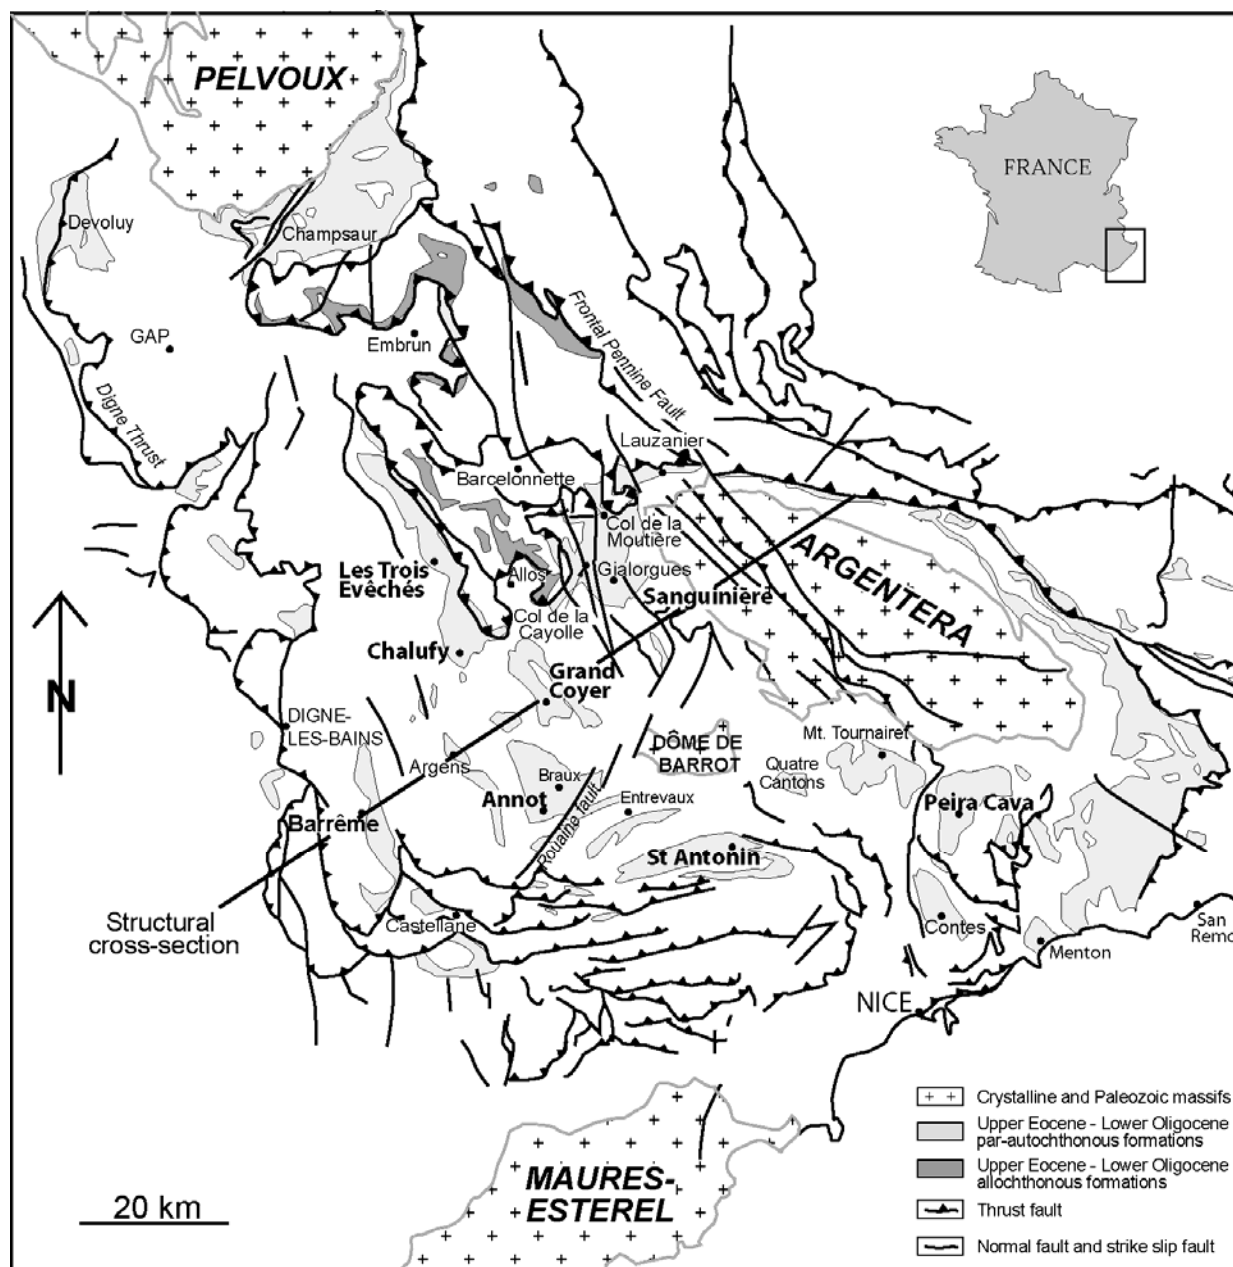 PELVOUX
FRANCE
Devoluy
Champsaur
GAP
Embrun
Frontal Pennine Fault
Digne Thrust
Lauzanier
Barcelonnette
Col de la
Moutière
ARGENTERA
Les Trois
Evêchés
Allos
Gialorgues
Sanguinière
Col de la
Cayolle
Chalufy
Grand
Coyer
N
DIGNE-
LES-BAINS
DÔME DE
BARROT
Mt. Tournairet
Argens
Quatre
Cantons
Braux
Annot
Entrevaux
Peira Cava
Barrême
Rouaine fault
St Antonin
Structural
cross-section
Castellane
Contes
San
Remo
Menton
NICE
Crystalline and Paleozoic massifs
Upper Eocene - Lower Oligocene
par-autochthonous formations
Upper Eocene - Lower Oligocene
allochthonous formations
Thrust fault
Normal fault and strike slip fault
MAURES-
ESTEREL
20 km